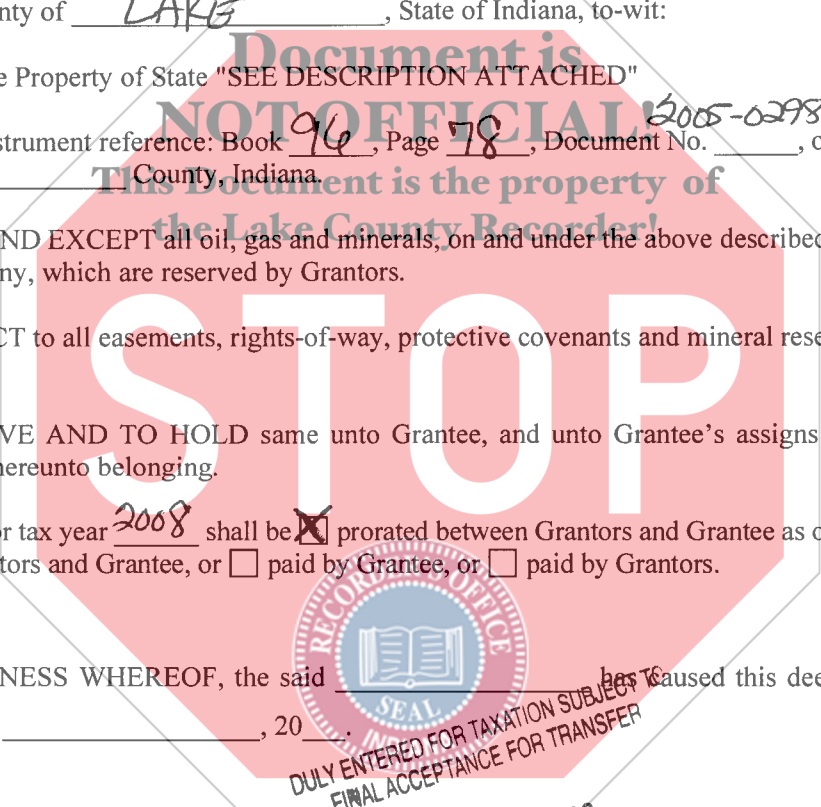 nty of LAKE, State of Indiana, to-wit:
Document is
e Property of State "SEE DESCRIPTION ATTACHED"
NOT OFFICIAL!
2005-0298
strument reference: Book 96, Page 78, Document No. ______, o
__________ County, Indiana.
This Document is the property of
the Lake County Recorder!
ND EXCEPT all oil, gas and minerals, on and under the above described
ny, which are reserved by Grantors.
CT to all easements, rights-of-way, protective covenants and mineral rese
STOP
VE AND TO HOLD same unto Grantee, and unto Grantee's assigns
hereunto belonging.
or tax year 2008 shall be ☒ prorated between Grantors and Grantee as o
tors and Grantee, or ☐ paid by Grantee, or ☐ paid by Grantors.
RECORDER'S OFFICE
SEAL
NESS WHEREOF, the said ____________________ has caused this dee
____________________, 20___.
DULY ENTERED FOR TAXATION SUBJECT TO
FINAL ACCEPTANCE FOR TRANSFER